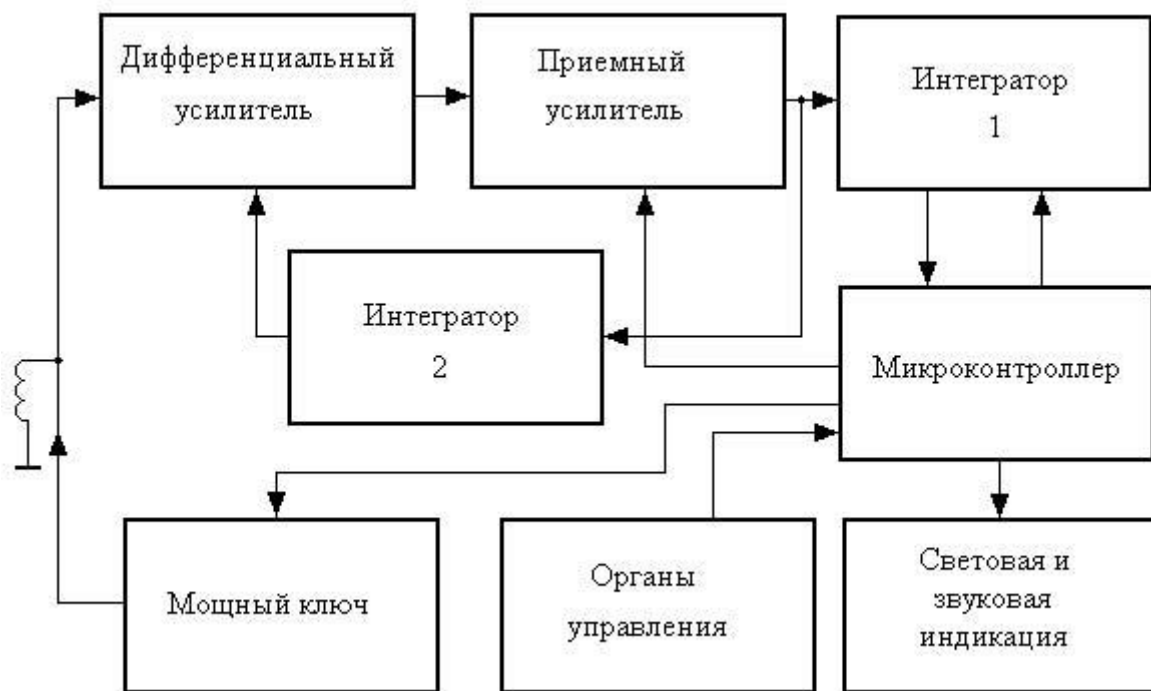 Дифференциальный
усилитель
Приемный
усилитель
Интегратор
1
Интегратор
2
Микроконтроллер
Мощный ключ
Органы
управления
Световая и
звуковая
индикация